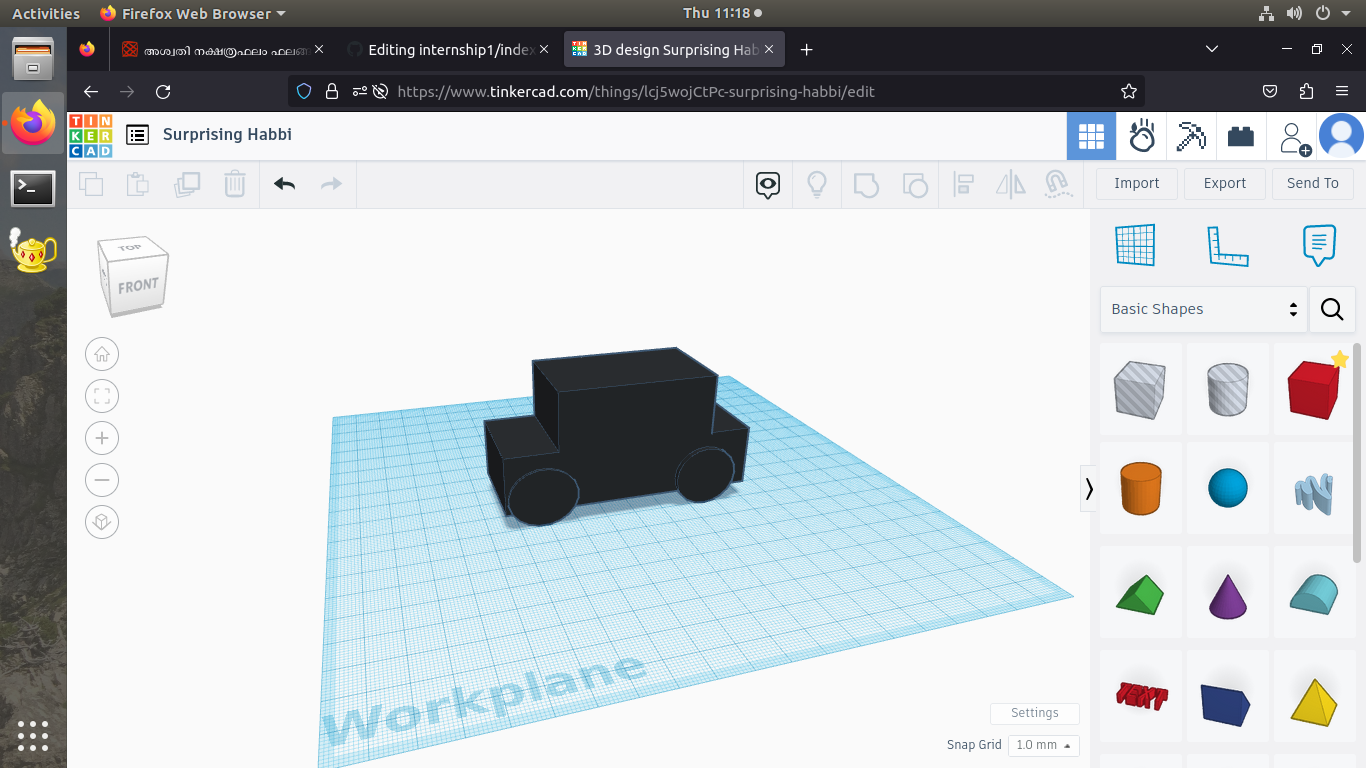 Activities
Firefox Web Browser
Thu 11:18
അശ്വതി നക്ഷത്രഫലം ഫലങ്ങ
Editing internship1/index
3D design Surprising Hab
https://www.tinkercad.com/things/lcj5wojCtPc-surprising-habbi/edit
TIN
KER
CAD
Surprising Habbi
Import
Export
Send To
TOP
FRONT
Basic Shapes
TEXT
Workplane
Settings
Snap Grid
1.0 mm